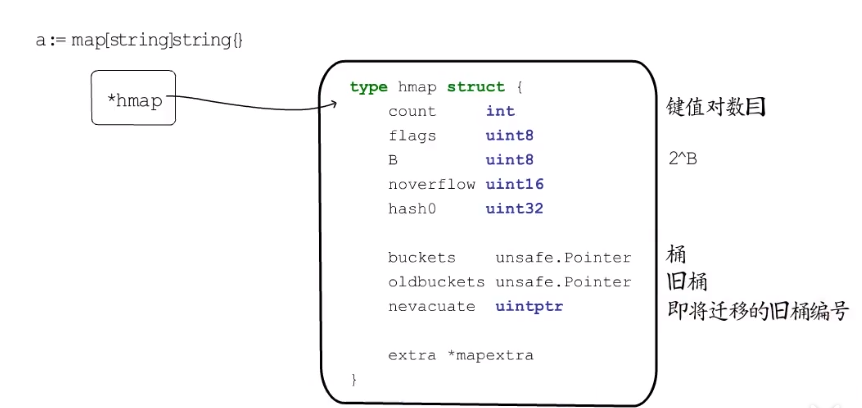 a := map[string]string{}
*hmap
type hmap struct {
count int 键值对数目
flags uint8
B uint8 2^B
noverflow uint16
hash0 uint32
buckets unsafe.Pointer 桶
oldbuckets unsafe.Pointer 旧桶
nevacuate uintptr 即将迁移的旧桶编号
extra *mapextra
}